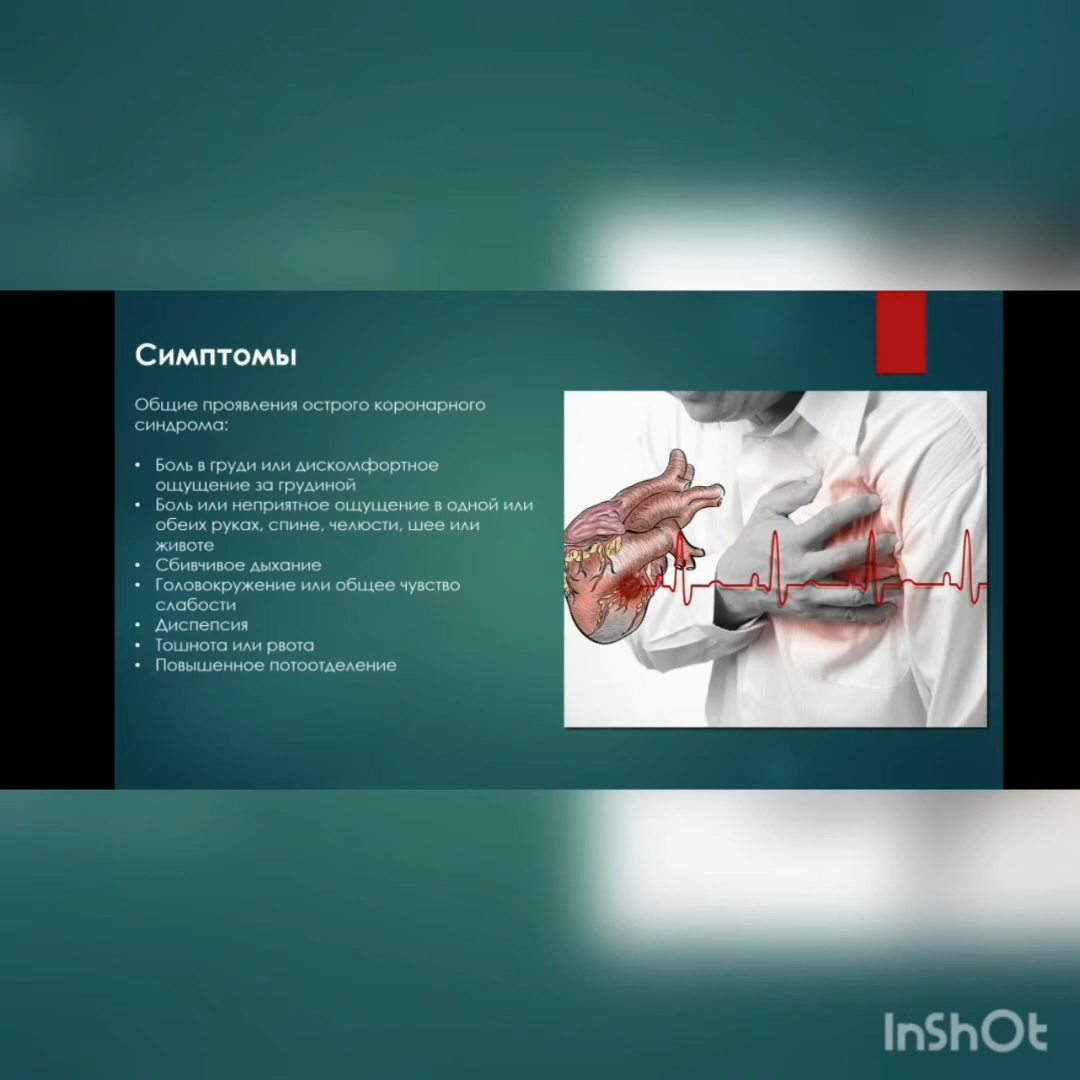 Симптомы
Общие проявления острого коронарного
синдрома:
• Боль в груди или дискомфортное
ощущение за грудиной
• Боль или неприятное ощущение в одной или
обеих руках, спине, челюсти, шее или
животе
• Сбивчивое дыхание
• Головокружение или общее чувство
слабости
• Диспепсия
• Тошнота или рвота
• Повышенное потоотделение
InShOt